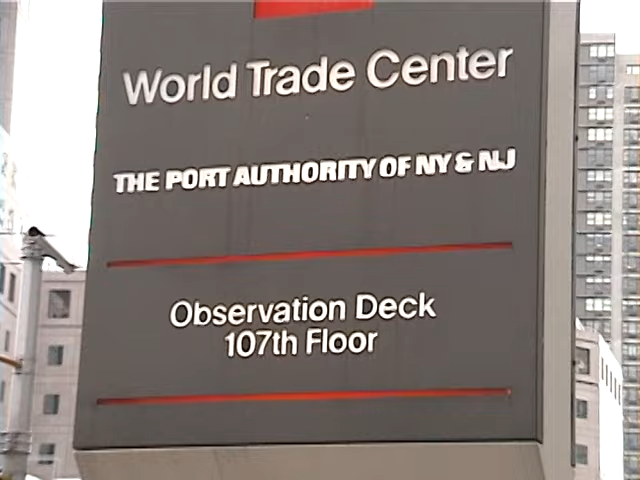 World Trade Center
THE PORT AUTHORITY OF NY & NJ
Observation Deck
107th Floor